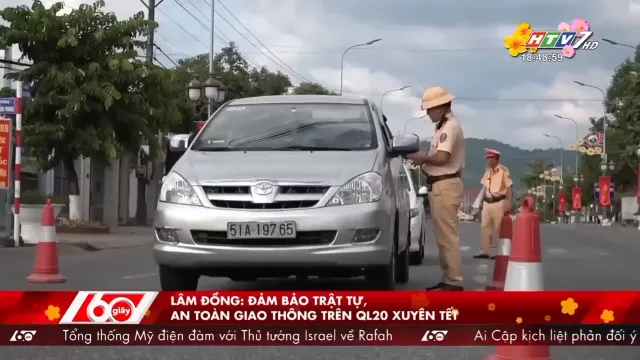 HTV7 HD
18:48:59
51A-197.65
60 giây
LÂM ĐỒNG: ĐẢM BẢO TRẬT TỰ,
AN TOÀN GIAO THÔNG TRÊN QL20 XUYÊN TẾT
Tổng thống Mỹ điện đàm với Thủ tướng Israel về Rafah
60 giây
Ai Cập kịch liệt phản đối ý